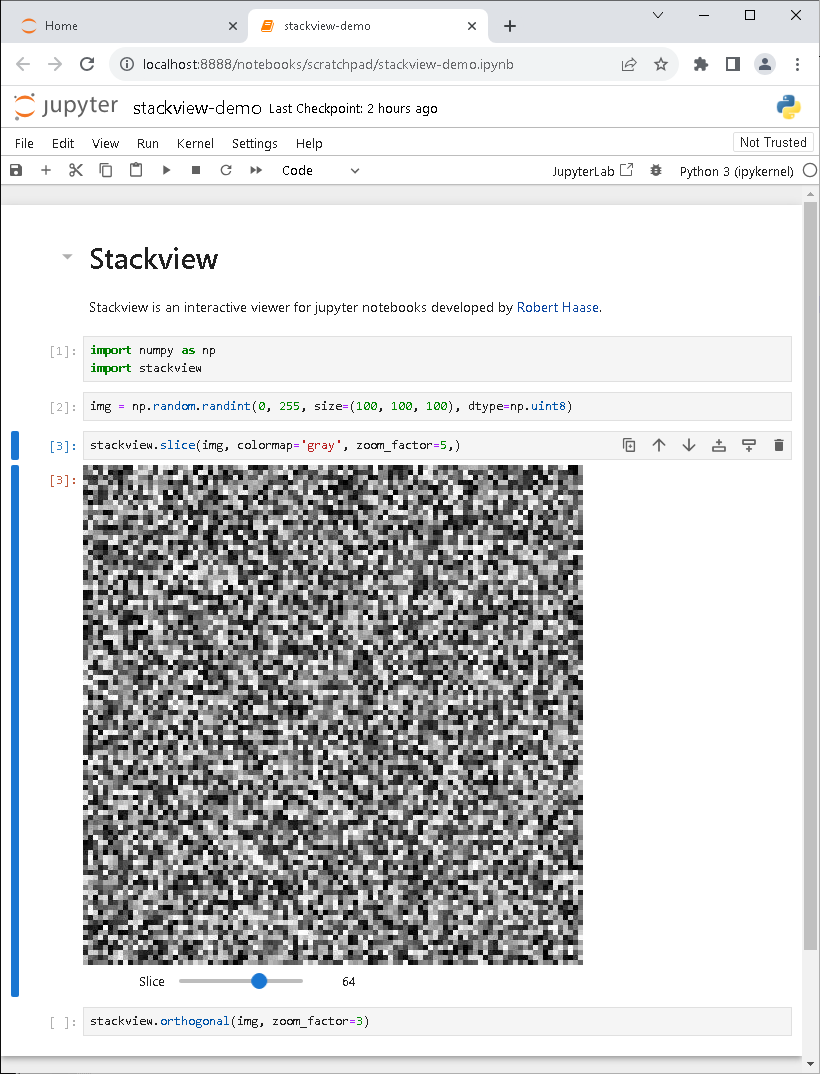 Home
stackview-demo
localhost:8888/notebooks/scratchpad/stackview-demo.ipynb
jupyter stackview-demo Last Checkpoint: 2 hours ago
File Edit View Run Kernel Settings Help Not Trusted
Code JupyterLab Python 3 (ipykernel)
Stackview
Stackview is an interactive viewer for jupyter notebooks developed by Robert Haase.
[1]: import numpy as np
import stackview
[2]: img = np.random.randint(0, 255, size=(100, 100, 100), dtype=np.uint8)
[3]: stackview.slice(img, colormap='gray', zoom_factor=5,)
[3]:
Slice 64
[ ]: stackview.orthogonal(img, zoom_factor=3)